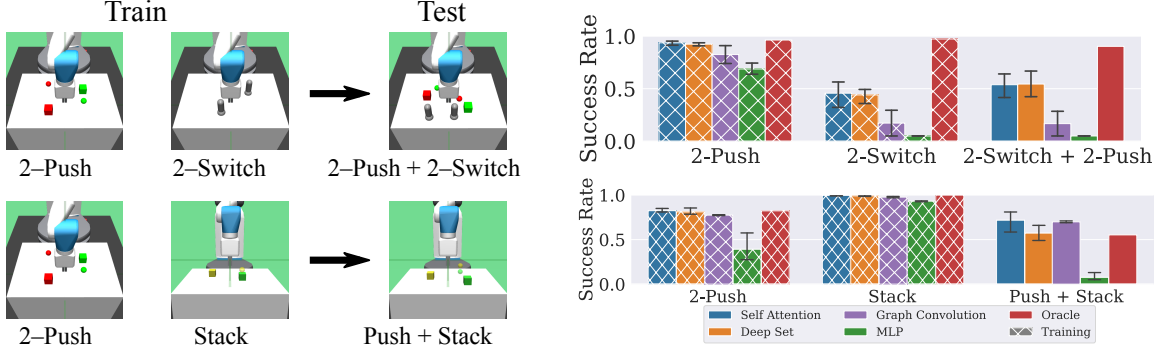 Train Test
2–Push 2–Switch 2–Push + 2–Switch
2–Push Stack Push + Stack
Success Rate
1.0
0.5
0.0
2-Push 2-Switch 2-Switch + 2-Push
Success Rate
1.0
0.5
0.0
2-Push Stack Push + Stack
Self Attention Graph Convolution Oracle
Deep Set MLP Training